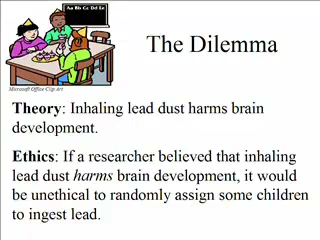 Aa Bb Cc Dd Ee
The Dilemma
Microsoft Office Clip Art
Theory: Inhaling lead dust harms brain
development.
Ethics: If a researcher believed that inhaling
lead dust harms brain development, it would
be unethical to randomly assign some children
to ingest lead.